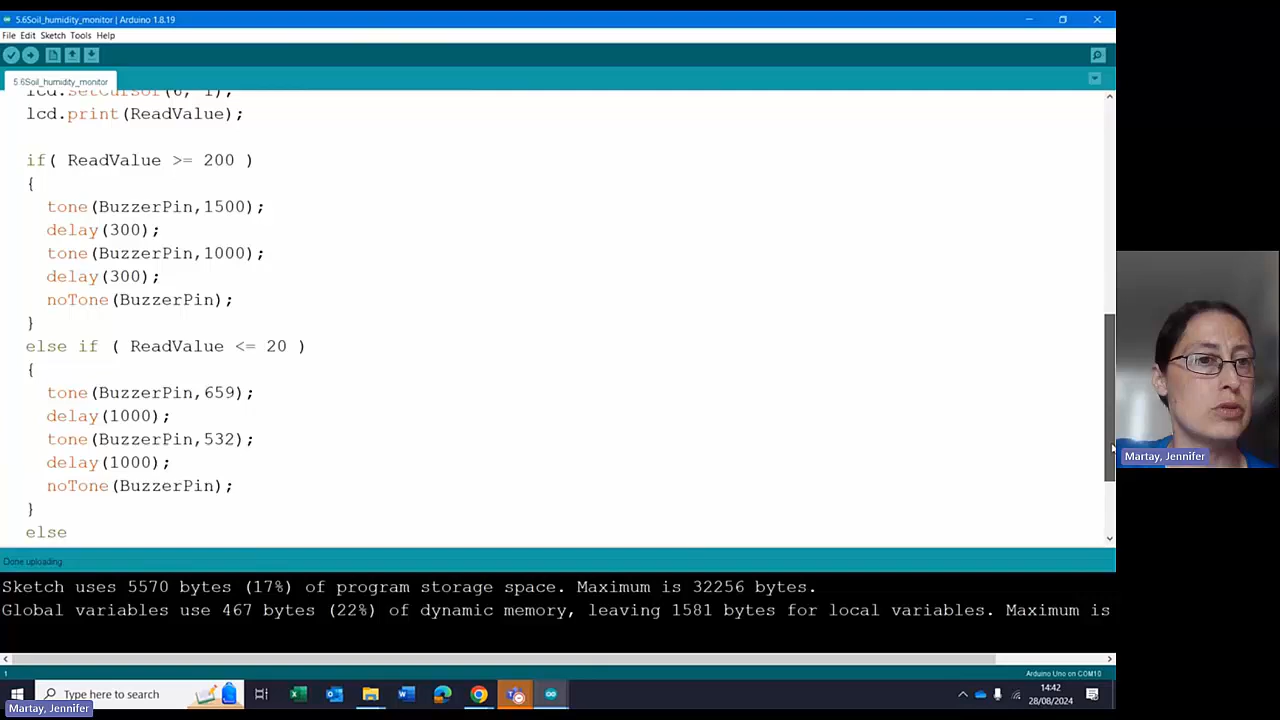 5.6Soil_humidity_monitor | Arduino 1.8.19
File Edit Sketch Tools Help
5.6Soil_humidity_monitor
lcd.setCursor(6, 1);
lcd.print(ReadValue);
if( ReadValue >= 200 )
{
tone(BuzzerPin,1500);
delay(300);
tone(BuzzerPin,1000);
delay(300);
noTone(BuzzerPin);
}
else if ( ReadValue <= 20 )
{
tone(BuzzerPin,659);
delay(1000);
tone(BuzzerPin,532);
delay(1000);
noTone(BuzzerPin);
}
else
Martay, Jennifer
Done uploading.
Sketch uses 5570 bytes (17%) of program storage space. Maximum is 32256 bytes.
Global variables use 467 bytes (22%) of dynamic memory, leaving 1581 bytes for local variables. Maximum is
1
Arduino Uno on COM10
Type here to search
14:42
28/08/2024
Martay, Jennifer